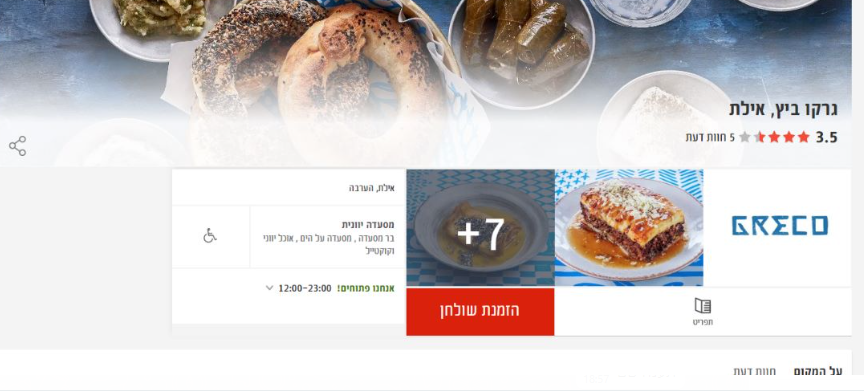 גרקו ביץ, אילת
3.5 5 חוות דעת
GRECO
+7
אילת, הערבה
מסעדה יוונית
בר מסעדה , מסעדה על הים , אוכל יווני
וקוקטייל
אנחנו פתוחים! 12:00-23:00
הזמנת שולחן
תפריט
על המקום
חוות דעת